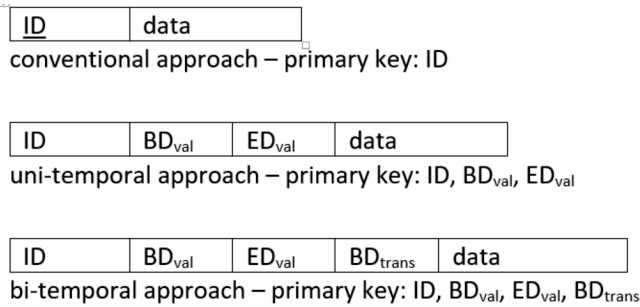 ID data
conventional approach – primary key: ID
ID BDval EDval data
uni-temporal approach – primary key: ID, BDval, EDval
ID BDval EDval BDtrans data
bi-temporal approach – primary key: ID, BDval, EDval, BDtrans